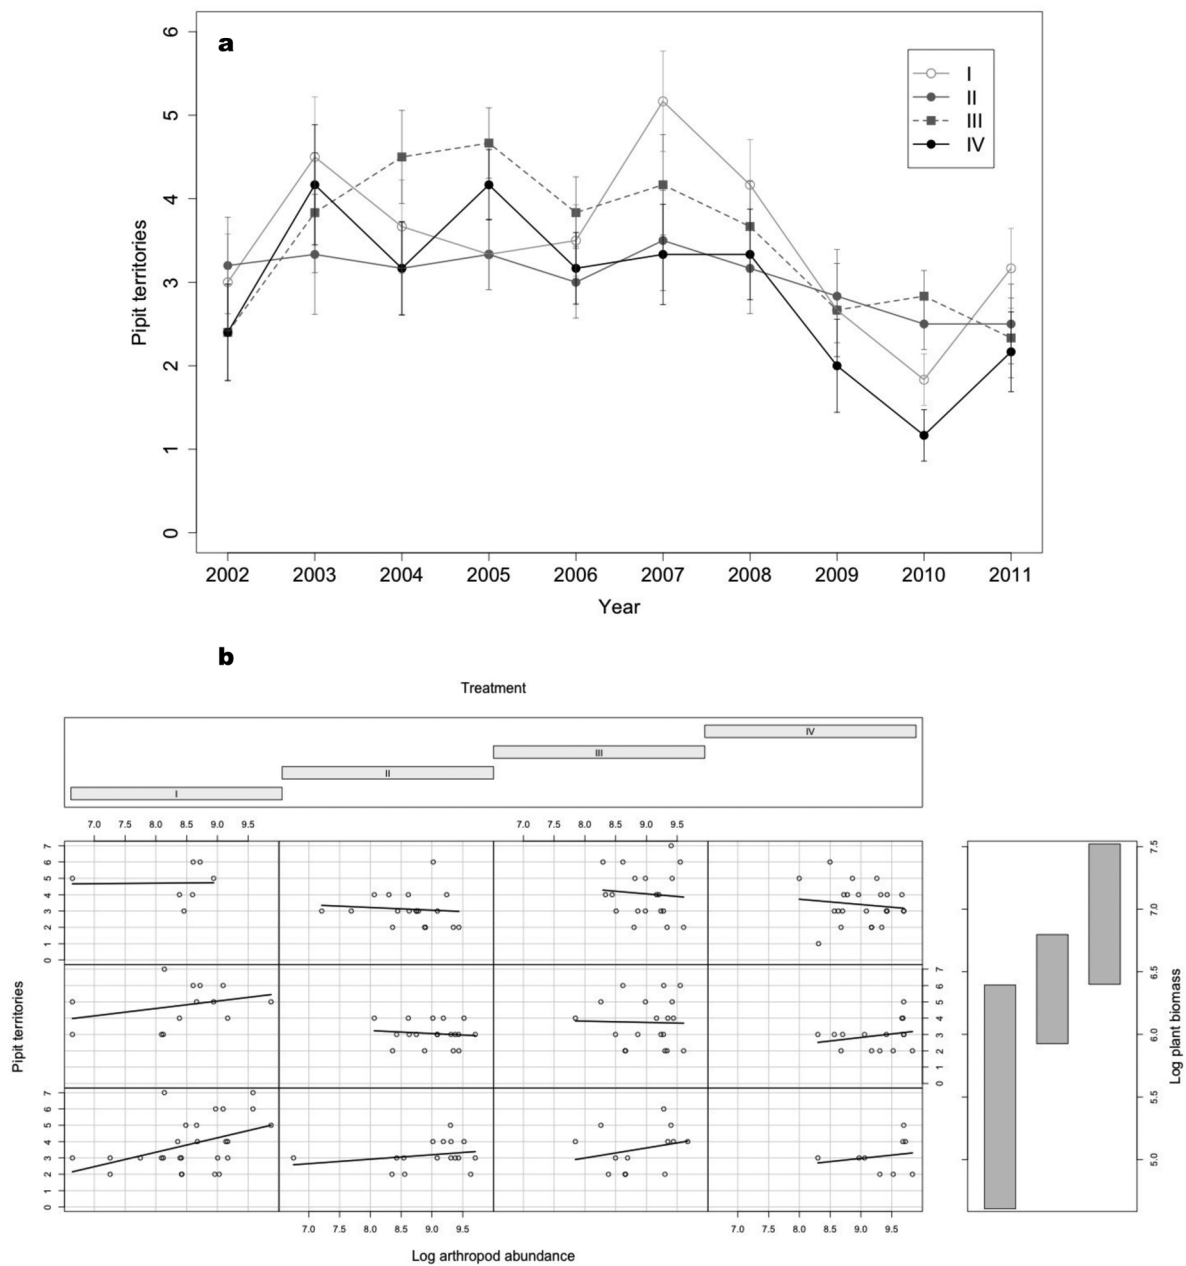 a
6
5
4
3
2
1
0
Pipit territories
I
II
III
IV
2002 2003 2004 2005 2006 2007 2008 2009 2010 2011
Year
b
Treatment
IV
III
II
I
7.0 7.5 8.0 8.5 9.0 9.5 7.0 7.5 8.0 8.5 9.0 9.5
7 6 5 4 3 2 1 0
7 6 5 4 3 2 1 0
7 6 5 4 3 2 1 0
Pipit territories
7.0 7.5 8.0 8.5 9.0 9.5 7.0 7.5 8.0 8.5 9.0 9.5
Log arthropod abundance
7.5
7.0
6.5
6.0
5.5
5.0
Log plant biomass